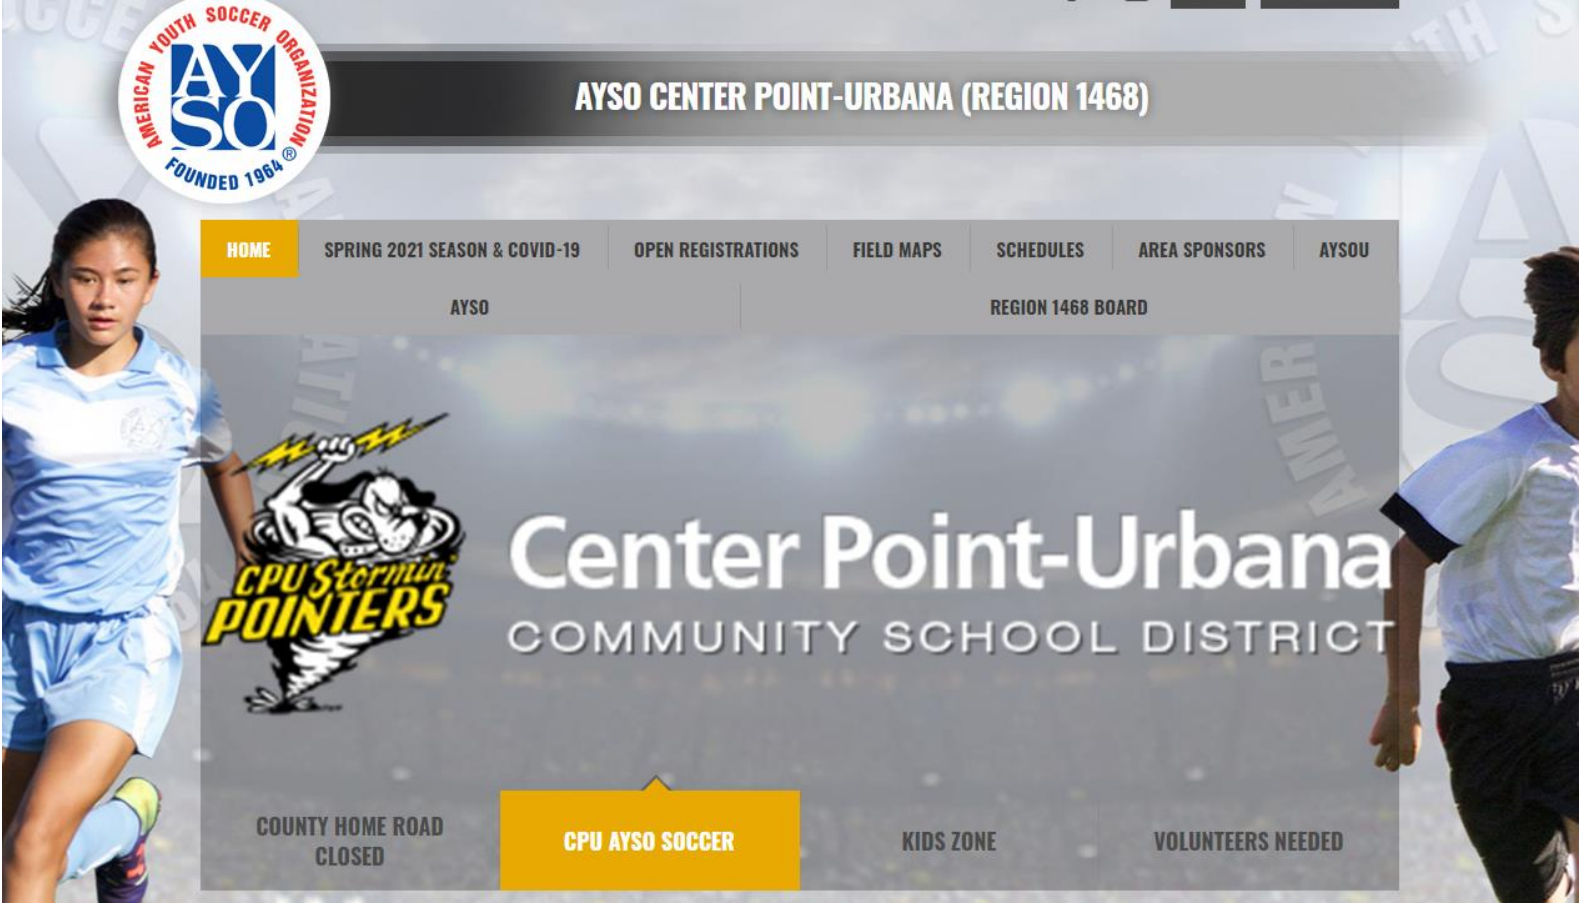 AMERICAN YOUTH SOCCER ORGANIZATION
AYSO
FOUNDED 1964 ®
AYSO CENTER POINT-URBANA (REGION 1468)
HOME
SPRING 2021 SEASON & COVID-19
OPEN REGISTRATIONS
FIELD MAPS
SCHEDULES
AREA SPONSORS
AYSOU
AYSO
REGION 1468 BOARD
CPU Stormin'
POINTERS
Center Point-Urbana
COMMUNITY SCHOOL DISTRICT
COUNTY HOME ROAD
CLOSED
CPU AYSO SOCCER
KIDS ZONE
VOLUNTEERS NEEDED